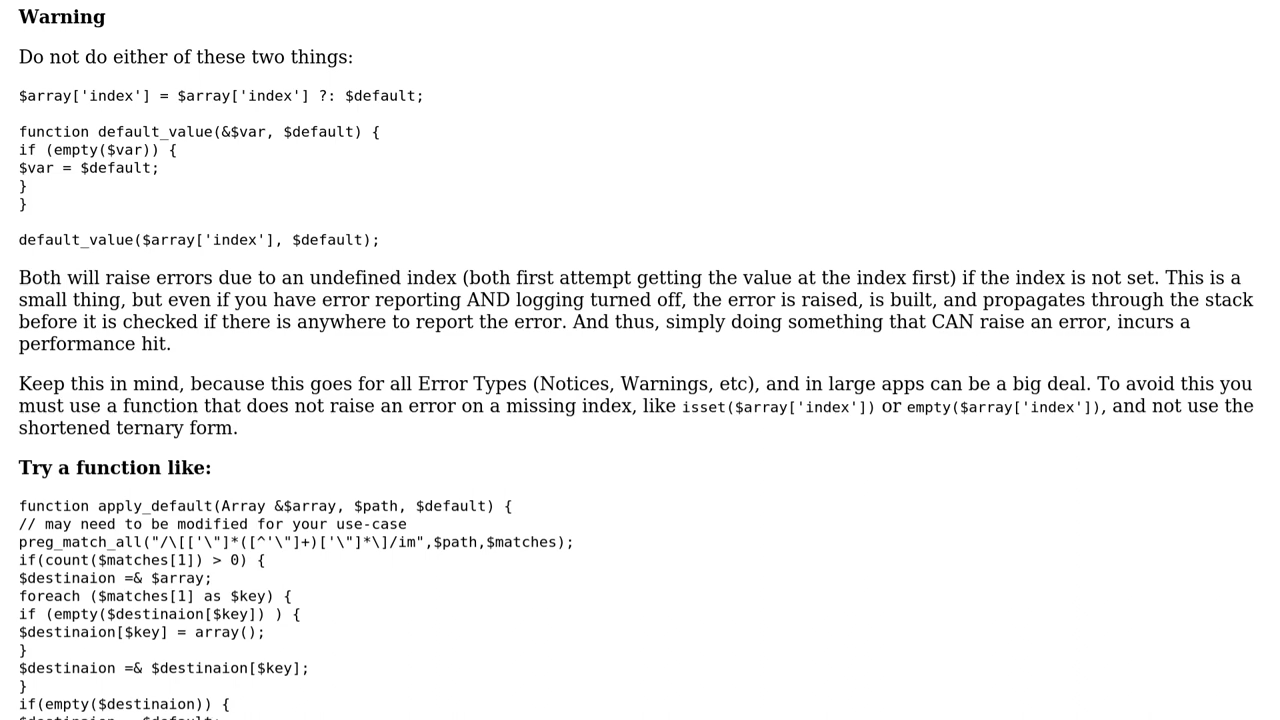 Warning
Do not do either of these two things:
$array['index'] = $array['index'] ?: $default;
function default_value(&$var, $default) {
if (empty($var)) {
$var = $default;
}
}
default_value($array['index'], $default);
Both will raise errors due to an undefined index (both first attempt getting the value at the index first) if the index is not set. This is a
small thing, but even if you have error reporting AND logging turned off, the error is raised, is built, and propagates through the stack
before it is checked if there is anywhere to report the error. And thus, simply doing something that CAN raise an error, incurs a
performance hit.
Keep this in mind, because this goes for all Error Types (Notices, Warnings, etc), and in large apps can be a big deal. To avoid this you
must use a function that does not raise an error on a missing index, like isset($array['index']) or empty($array['index']), and not use the
shortened ternary form.
Try a function like:
function apply_default(Array &$array, $path, $default) {
// may need to be modified for your use-case
preg_match_all("/\[['\"]*([^'\"]+)['\"]*\]/im",$path,$matches);
if(count($matches[1]) > 0) {
$destinaion =& $array;
foreach ($matches[1] as $key) {
if (empty($destinaion[$key]) ) {
$destinaion[$key] = array();
}
$destinaion =& $destinaion[$key];
}
if(empty($destinaion)) {